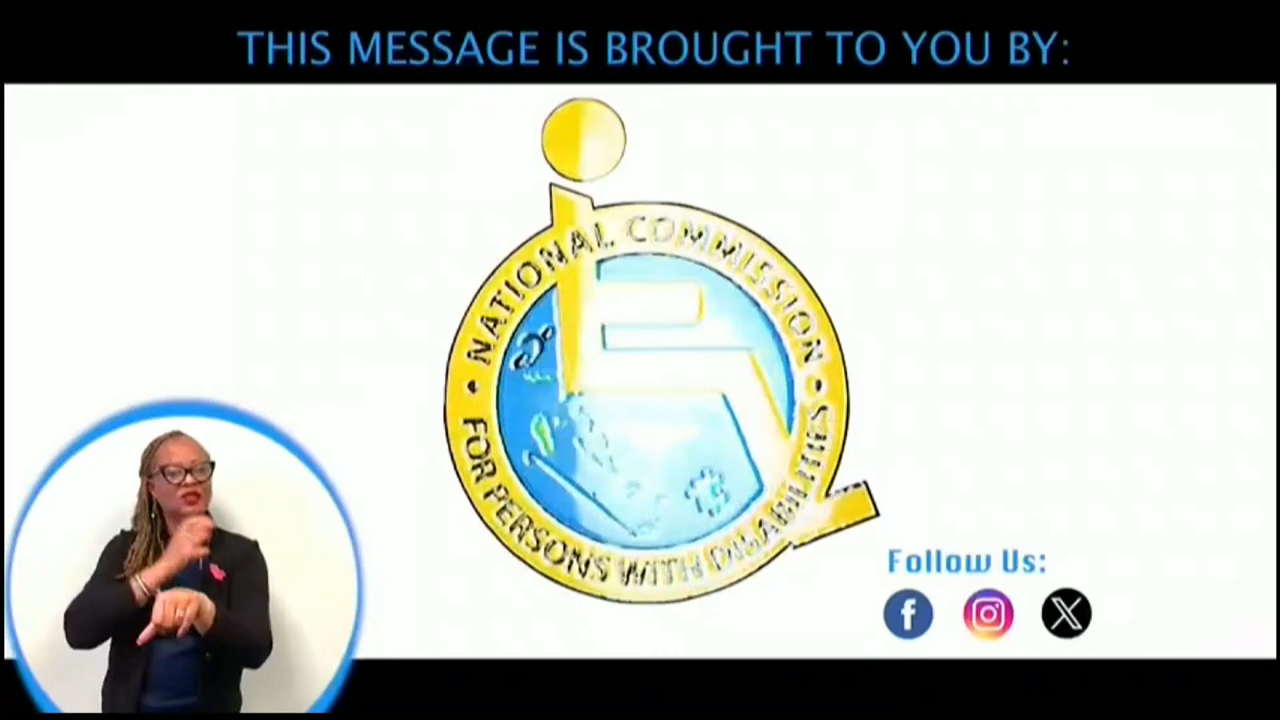 THIS MESSAGE IS BROUGHT TO YOU BY:
NATIONAL COMMISSION
FOR PERSONS WITH DISABILITIES
Follow Us: